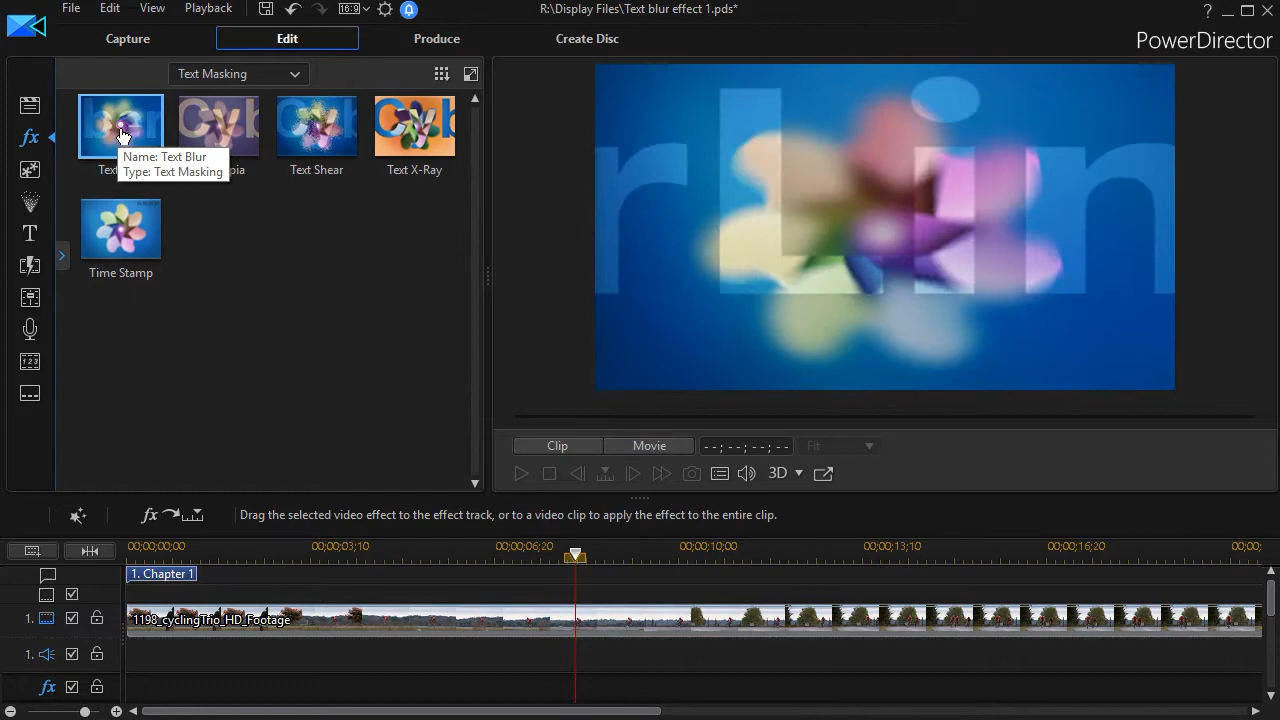 File Edit View Playback 16:9 R:\Display Files\Text blur effect 1.pds* ?
Capture Edit Produce Create Disc PowerDirector
Text Masking
Text Shear Text X-Ray
Name: Text Blur
Type: Text Masking
Time Stamp
r L i n
Clip Movie --;--;--;-- Fit
3D
fx Drag the selected video effect to the effect track, or to a video clip to apply the effect to the entire clip.
00;00;00;00 00;00;03;10 00;00;06;20 00;00;10;00 00;00;13;10 00;00;16;20 00;00;
1. Chapter 1
1. 1198_cyclingTrio_HD_Footage
1.
fx